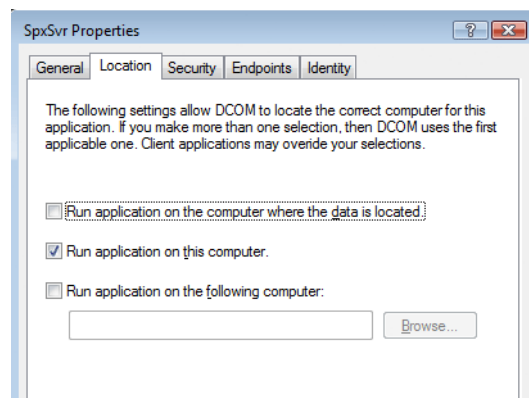 SpxSvr Properties
General Location Security Endpoints Identity
The following settings allow DCOM to locate the correct computer for this
application. If you make more than one selection, then DCOM uses the first
applicable one. Client applications may overide your selections.
Run application on the computer where the data is located.
Run application on this computer.
Run application on the following computer:
Browse...